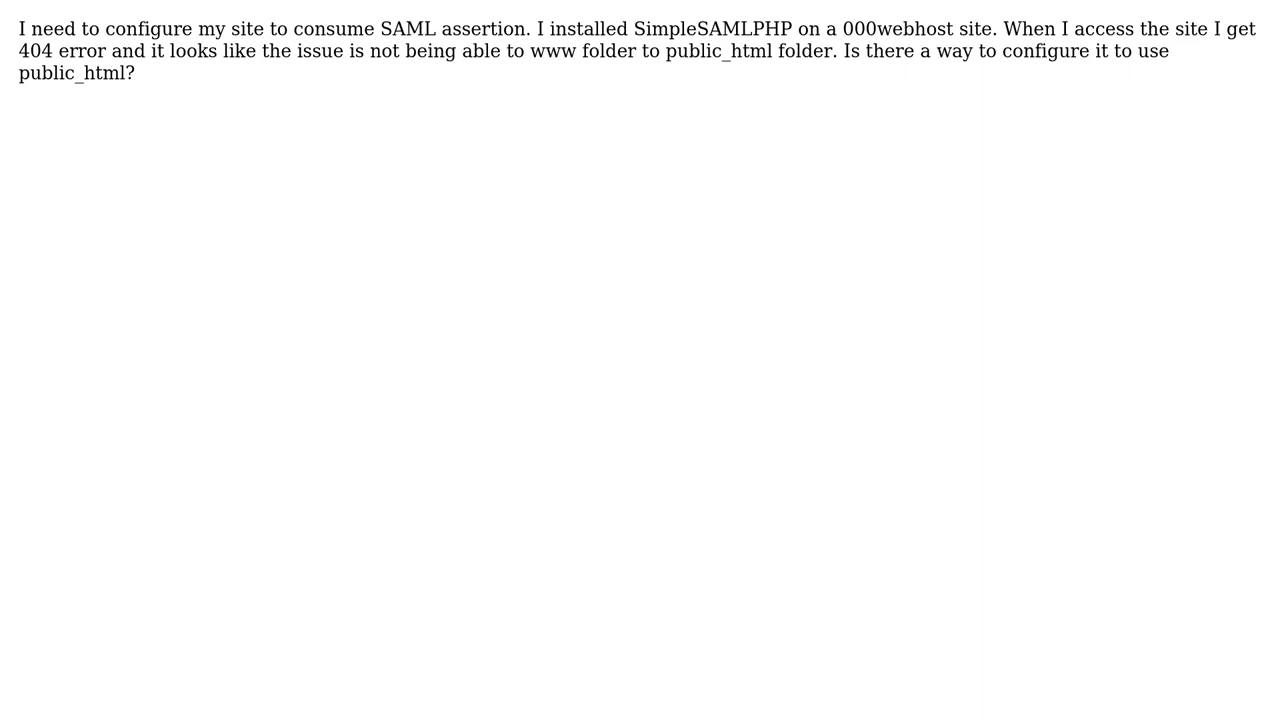 I need to configure my site to consume SAML assertion. I installed SimpleSAMLPHP on a 000webhost site. When I access the site I get
404 error and it looks like the issue is not being able to www folder to public_html folder. Is there a way to configure it to use
public_html?